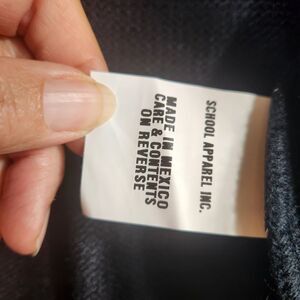 SCHOOL APPAREL INC.
MADE IN MEXICO
CARE & CONTENTS
ON REVERSE